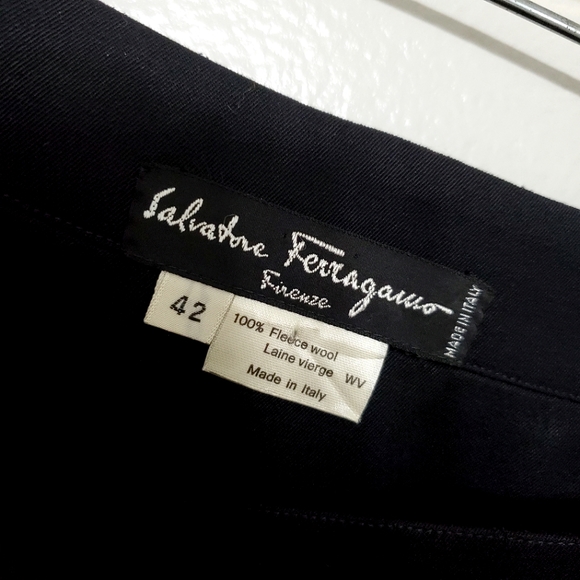 Salvatore Ferragamo
Firenze
MADE IN ITALY
42
100% Fleece wool
Laine vierge WV
Made in Italy